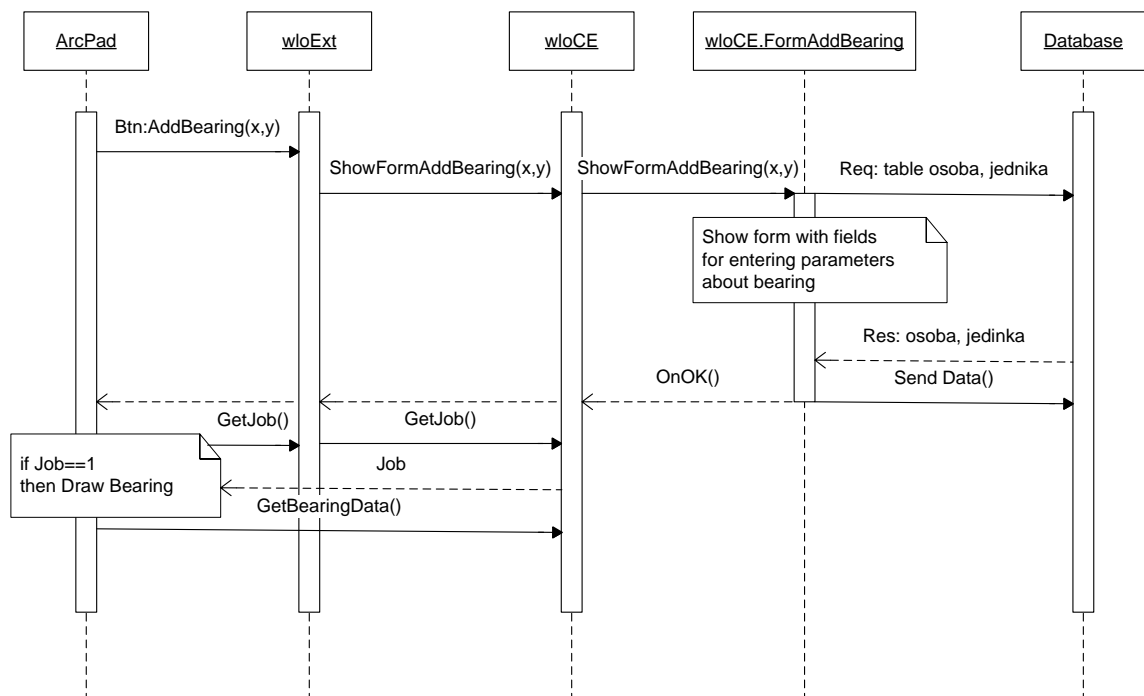 ArcPad
wloExt
wloCE
wloCE.FormAddBearing
Database
Btn:AddBearing(x,y)
ShowFormAddBearing(x,y)
ShowFormAddBearing(x,y)
Req: table osoba, jednika
Show form with fields
for entering parameters
about bearing
Res: osoba, jedinka
OnOK()
Send Data()
GetJob()
GetJob()
if Job==1
then Draw Bearing
Job
GetBearingData()